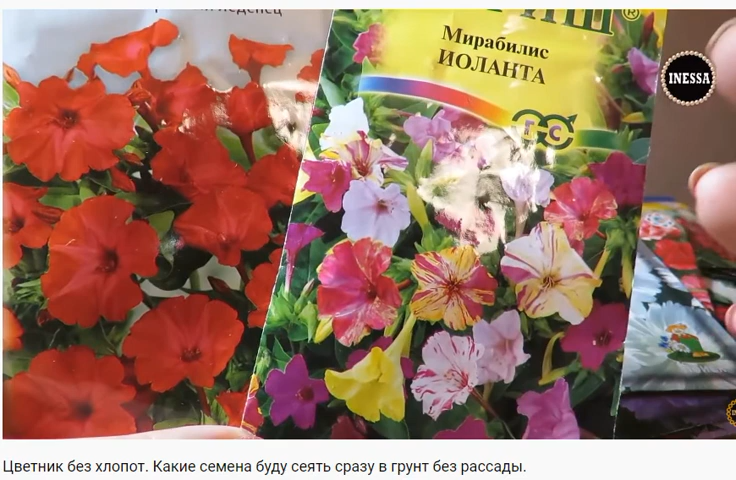 Мирабилис
ИОЛАНТА
INESSA
Цветник без хлопот. Какие семена буду сеять сразу в грунт без рассады.